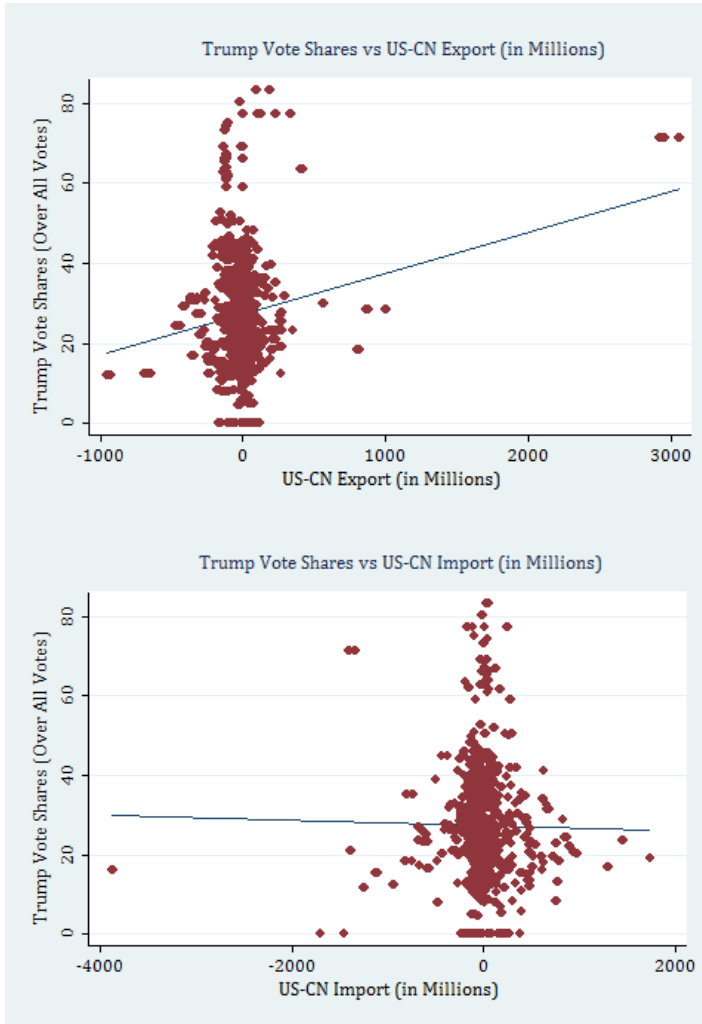 Trump Vote Shares vs US-CN Export (in Millions)
Trump Vote Shares (Over All Votes)
80
60
40
20
0
-1000 0 1000 2000 3000
US-CN Export (in Millions)
Trump Vote Shares vs US-CN Import (in Millions)
Trump Vote Shares (Over All Votes)
80
60
40
20
0
-4000 -2000 0 2000
US-CN Import (in Millions)